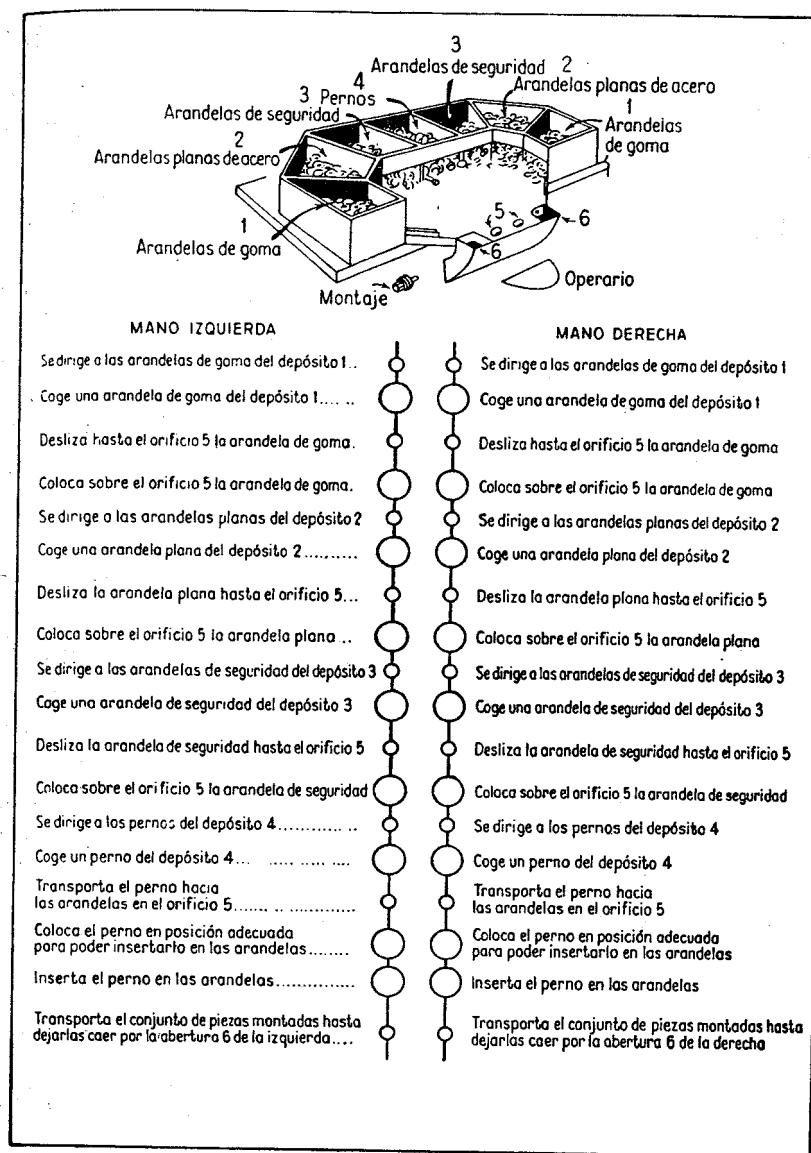 3
Arandelas de seguridad
2
Arandelas planas de acero
4
3 Pernos
Arandelas de seguridad
1
Arandelas
de goma
2
Arandelas planas de acero
1
Arandelas de goma
5
6
6
Operario
Montaje
MANO IZQUIERDA
Se dirige a las arandelas de goma del depósito 1..
Coge una arandela de goma del depósito 1..... ..
Desliza hasta el orificio 5 la arandela de goma.
Coloca sobre el orificio 5 la arandela de goma.
Se dirige a las arandelas planas del depósito 2
Coge una arandela plana del depósito 2..........
Desliza la arandela plana hasta el orificio 5...
Coloca sobre el orificio 5 la arandela plana ..
Se dirige a las arandelas de seguridad del depósito 3
Coge una arandela de seguridad del depósito 3
Desliza la arandela de seguridad hasta el orificio 5
Coloca sobre el orificio 5 la arandela de seguridad
Se dirige a los pernos del depósito 4............ ..
Coge un perno del depósito 4... ..... .... ....
Transporta el perno hacia
las arandelas en el orificio 5....... .. ..............
Coloca el perno en posición adecuada
para poder insertarlo en las arandelas........
Inserta el perno en las arandelas...............
Transporta el conjunto de piezas montadas hasta
dejarlas caer por la abertura 6 de la izquierda....
MANO DERECHA
Se dirige a las arandelas de goma del depósito 1
Coge una arandela de goma del depósito 1
Desliza hasta el orificio 5 la arandela de goma
Coloca sobre el orificio 5 la arandela de goma
Se dirige a las arandelas planas del depósito 2
Coge una arandela plana del depósito 2
Desliza la arandela plana hasta el orificio 5
Coloca sobre el orificio 5 la arandela plana
Se dirige a las arandelas de seguridad del depósito 3
Coge una arandela de seguridad del depósito 3
Desliza la arandela de seguridad hasta el orificio 5
Coloca sobre el orificio 5 la arandela de seguridad
Se dirige a los pernos del depósito 4
Coge un perno del depósito 4
Transporta el perno hacia
las arandelas en el orificio 5
Coloca el perno en posición adecuada
para poder insertarlo en las arandelas
Inserta el perno en las arandelas
Transporta el conjunto de piezas montadas hasta
dejarlas caer por la abertura 6 de la derecha